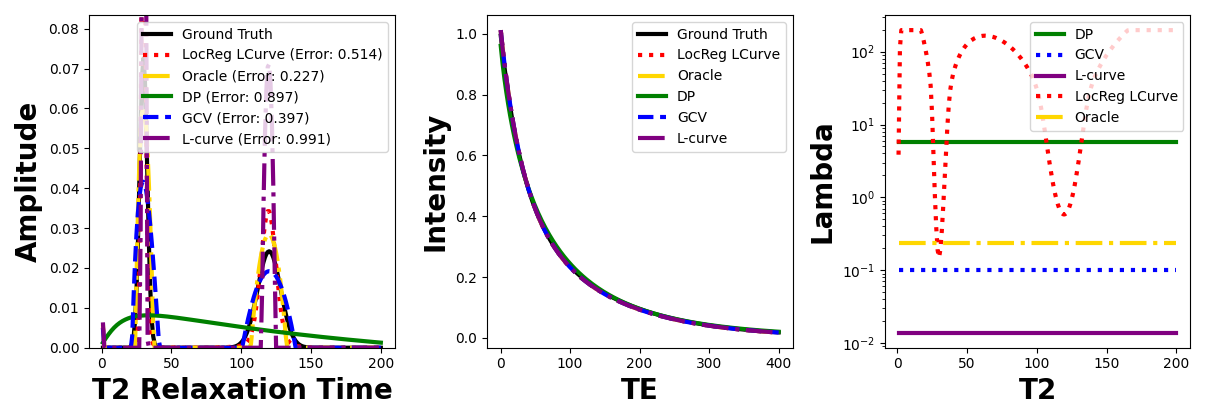 Amplitude
0.08
0.07
0.06
0.05
0.04
0.03
0.02
0.01
0.00
Ground Truth
LocReg LCurve (Error: 0.514)
Oracle (Error: 0.227)
DP (Error: 0.897)
GCV (Error: 0.397)
L-curve (Error: 0.991)
0 50 100 150 200
T2 Relaxation Time
Intensity
1.0
0.8
0.6
0.4
0.2
0.0
Ground Truth
LocReg LCurve
Oracle
DP
GCV
L-curve
0 100 200 300 400
TE
Lambda
10²
10¹
10⁰
10⁻¹
10⁻²
DP
GCV
L-curve
LocReg LCurve
Oracle
0 50 100 150 200
T2